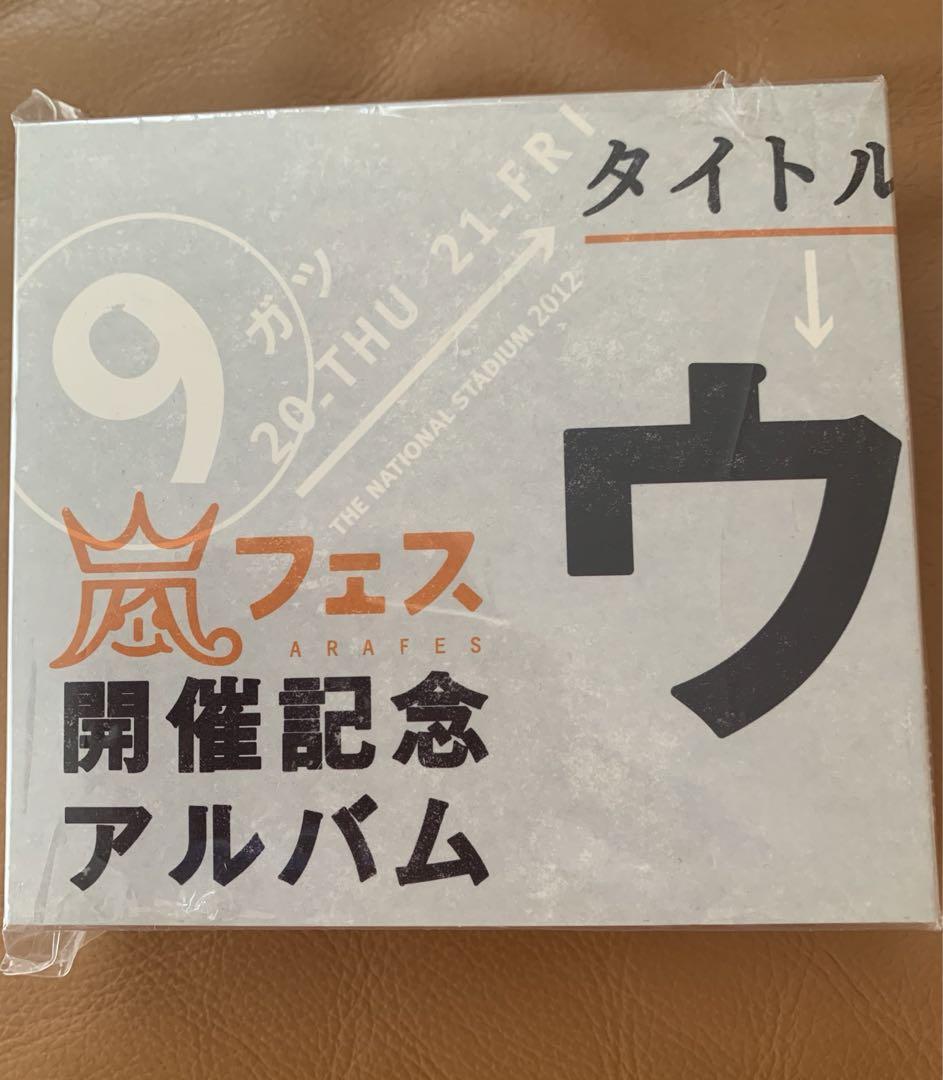 タイトル
ウ
9
ガツ
20-THU 21-FRI
THE NATIONAL STADIUM 2012
嵐フェス
ARAFES
開催記念
アルバム